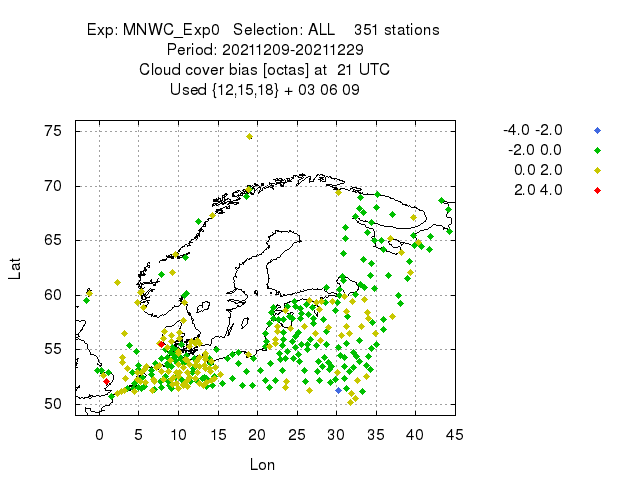 Exp: MNWC_Exp0 Selection: ALL 351 stations
Period: 20211209-20211229
Cloud cover bias [octas] at 21 UTC
Used {12,15,18} + 03 06 09
-4.0 -2.0
-2.0 0.0
0.0 2.0
2.0 4.0
75
70
65
60
55
50
Lat
0 5 10 15 20 25 30 35 40 45
Lon